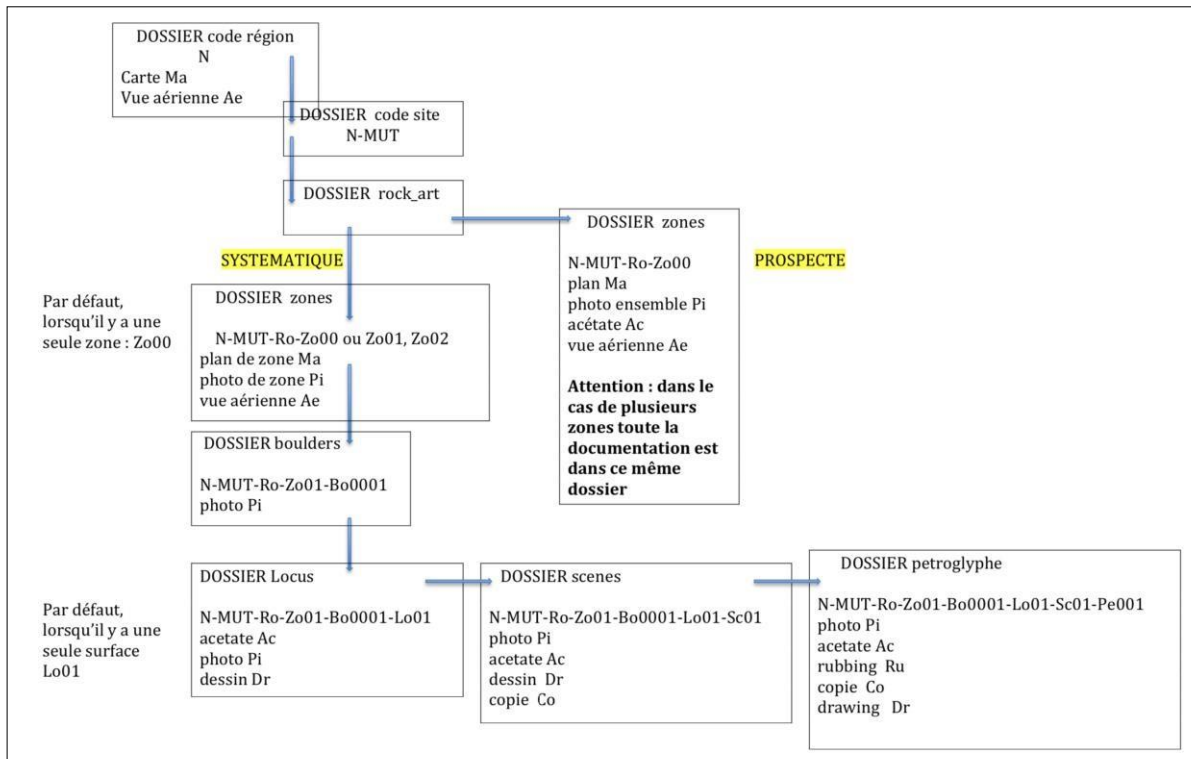 DOSSIER code région
N
Carte Ma
Vue aérienne Ae
DOSSIER code site
N-MUT
DOSSIER rock_art
SYSTEMATIQUE
DOSSIER zones
N-MUT-Ro-Zo00
plan Ma
photo ensemble Pi
acétate Ac
vue aérienne Ae
Attention : dans le
cas de plusieurs
zones toute la
documentation est
dans ce même
dossier
PROSPECTE
Par défaut,
lorsqu'il y a une
seule zone : Zo00
DOSSIER zones
N-MUT-Ro-Zo00 ou Zo01, Zo02
plan de zone Ma
photo de zone Pi
vue aérienne Ae
DOSSIER boulders
N-MUT-Ro-Zo01-Bo0001
photo Pi
Par défaut,
lorsqu'il y a une
seule surface
Lo01
DOSSIER Locus
N-MUT-Ro-Zo01-Bo0001-Lo01
acetate Ac
photo Pi
dessin Dr
DOSSIER scenes
N-MUT-Ro-Zo01-Bo0001-Lo01-Sc01
photo Pi
acetate Ac
dessin Dr
copie Co
DOSSIER petroglyphe
N-MUT-Ro-Zo01-Bo0001-Lo01-Sc01-Pe001
photo Pi
acetate Ac
rubbing Ru
copie Co
drawing Dr